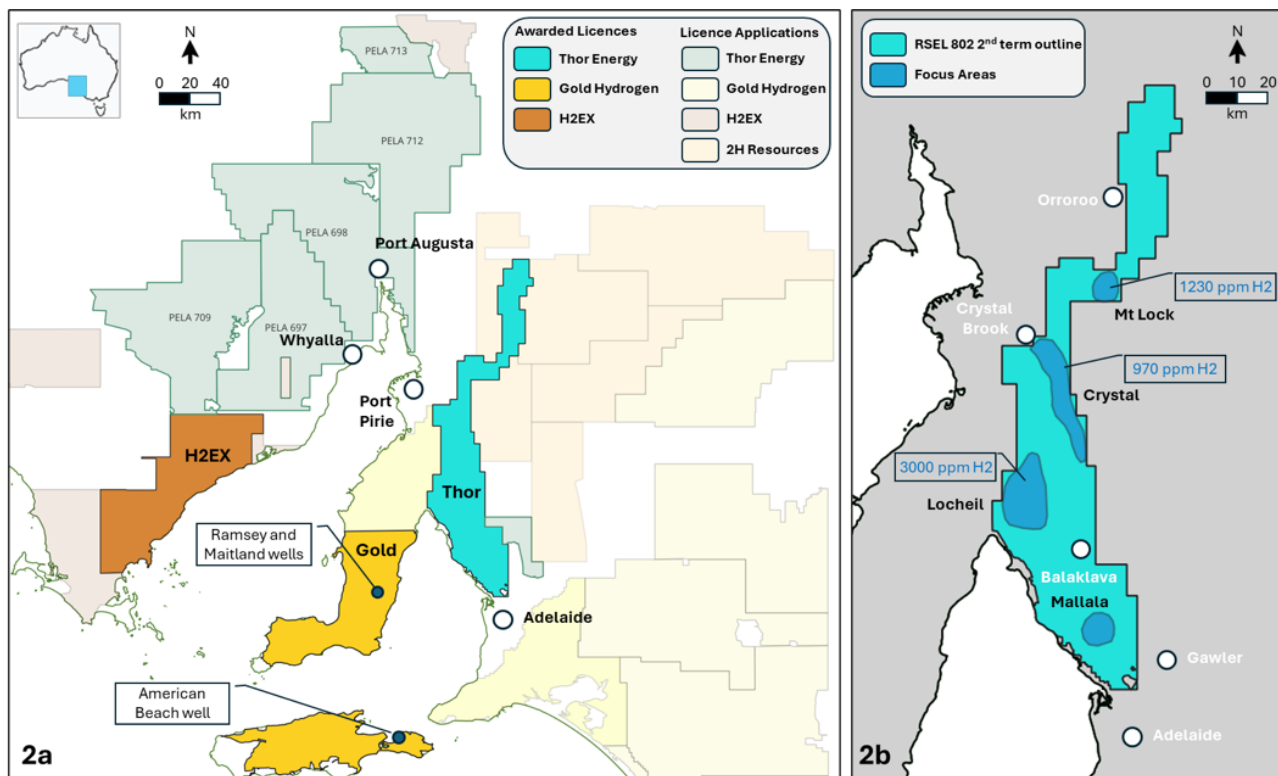 N
0 20 40
km
Awarded Licences
Thor Energy
Gold Hydrogen
H2EX
Licence Applications
Thor Energy
Gold Hydrogen
H2EX
2H Resources
PELA 713
PELA 712
PELA 698
PELA 709
PELA 697
Port Augusta
Whyalla
Port
Pirie
H2EX
Thor
Ramsey and
Maitland wells
Gold
Adelaide
American
Beach well
2a
RSEL 802 2nd term outline
Focus Areas
N
0 10 20
km
Orroroo
1230 ppm H2
Mt Lock
Crystal
Brook
970 ppm H2
Crystal
3000 ppm H2
Locheil
Balaklava
Mallala
Gawler
Adelaide
2b